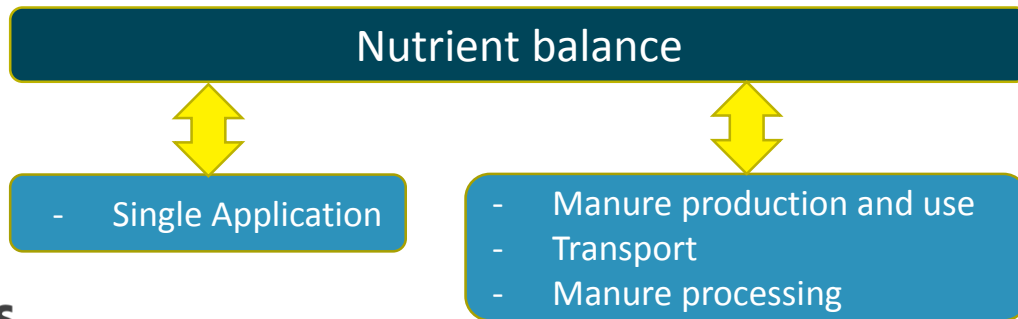 Nutrient balance
- Single Application
- Manure production and use
- Transport
- Manure processing